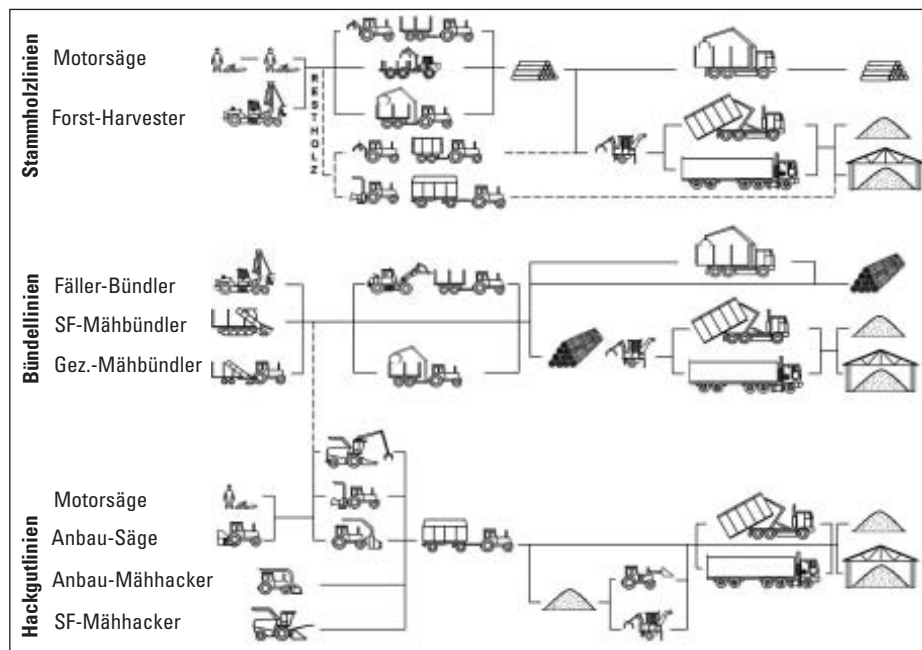 Stammholzlinien
Motorsäge
Forst-Harvester
RESTHOLZ
Bündellinien
Fäller-Bündler
SF-Mähbündler
Gez.-Mähbündler
Hackgutlinien
Motorsäge
Anbau-Säge
Anbau-Mähhacker
SF-Mähhacker